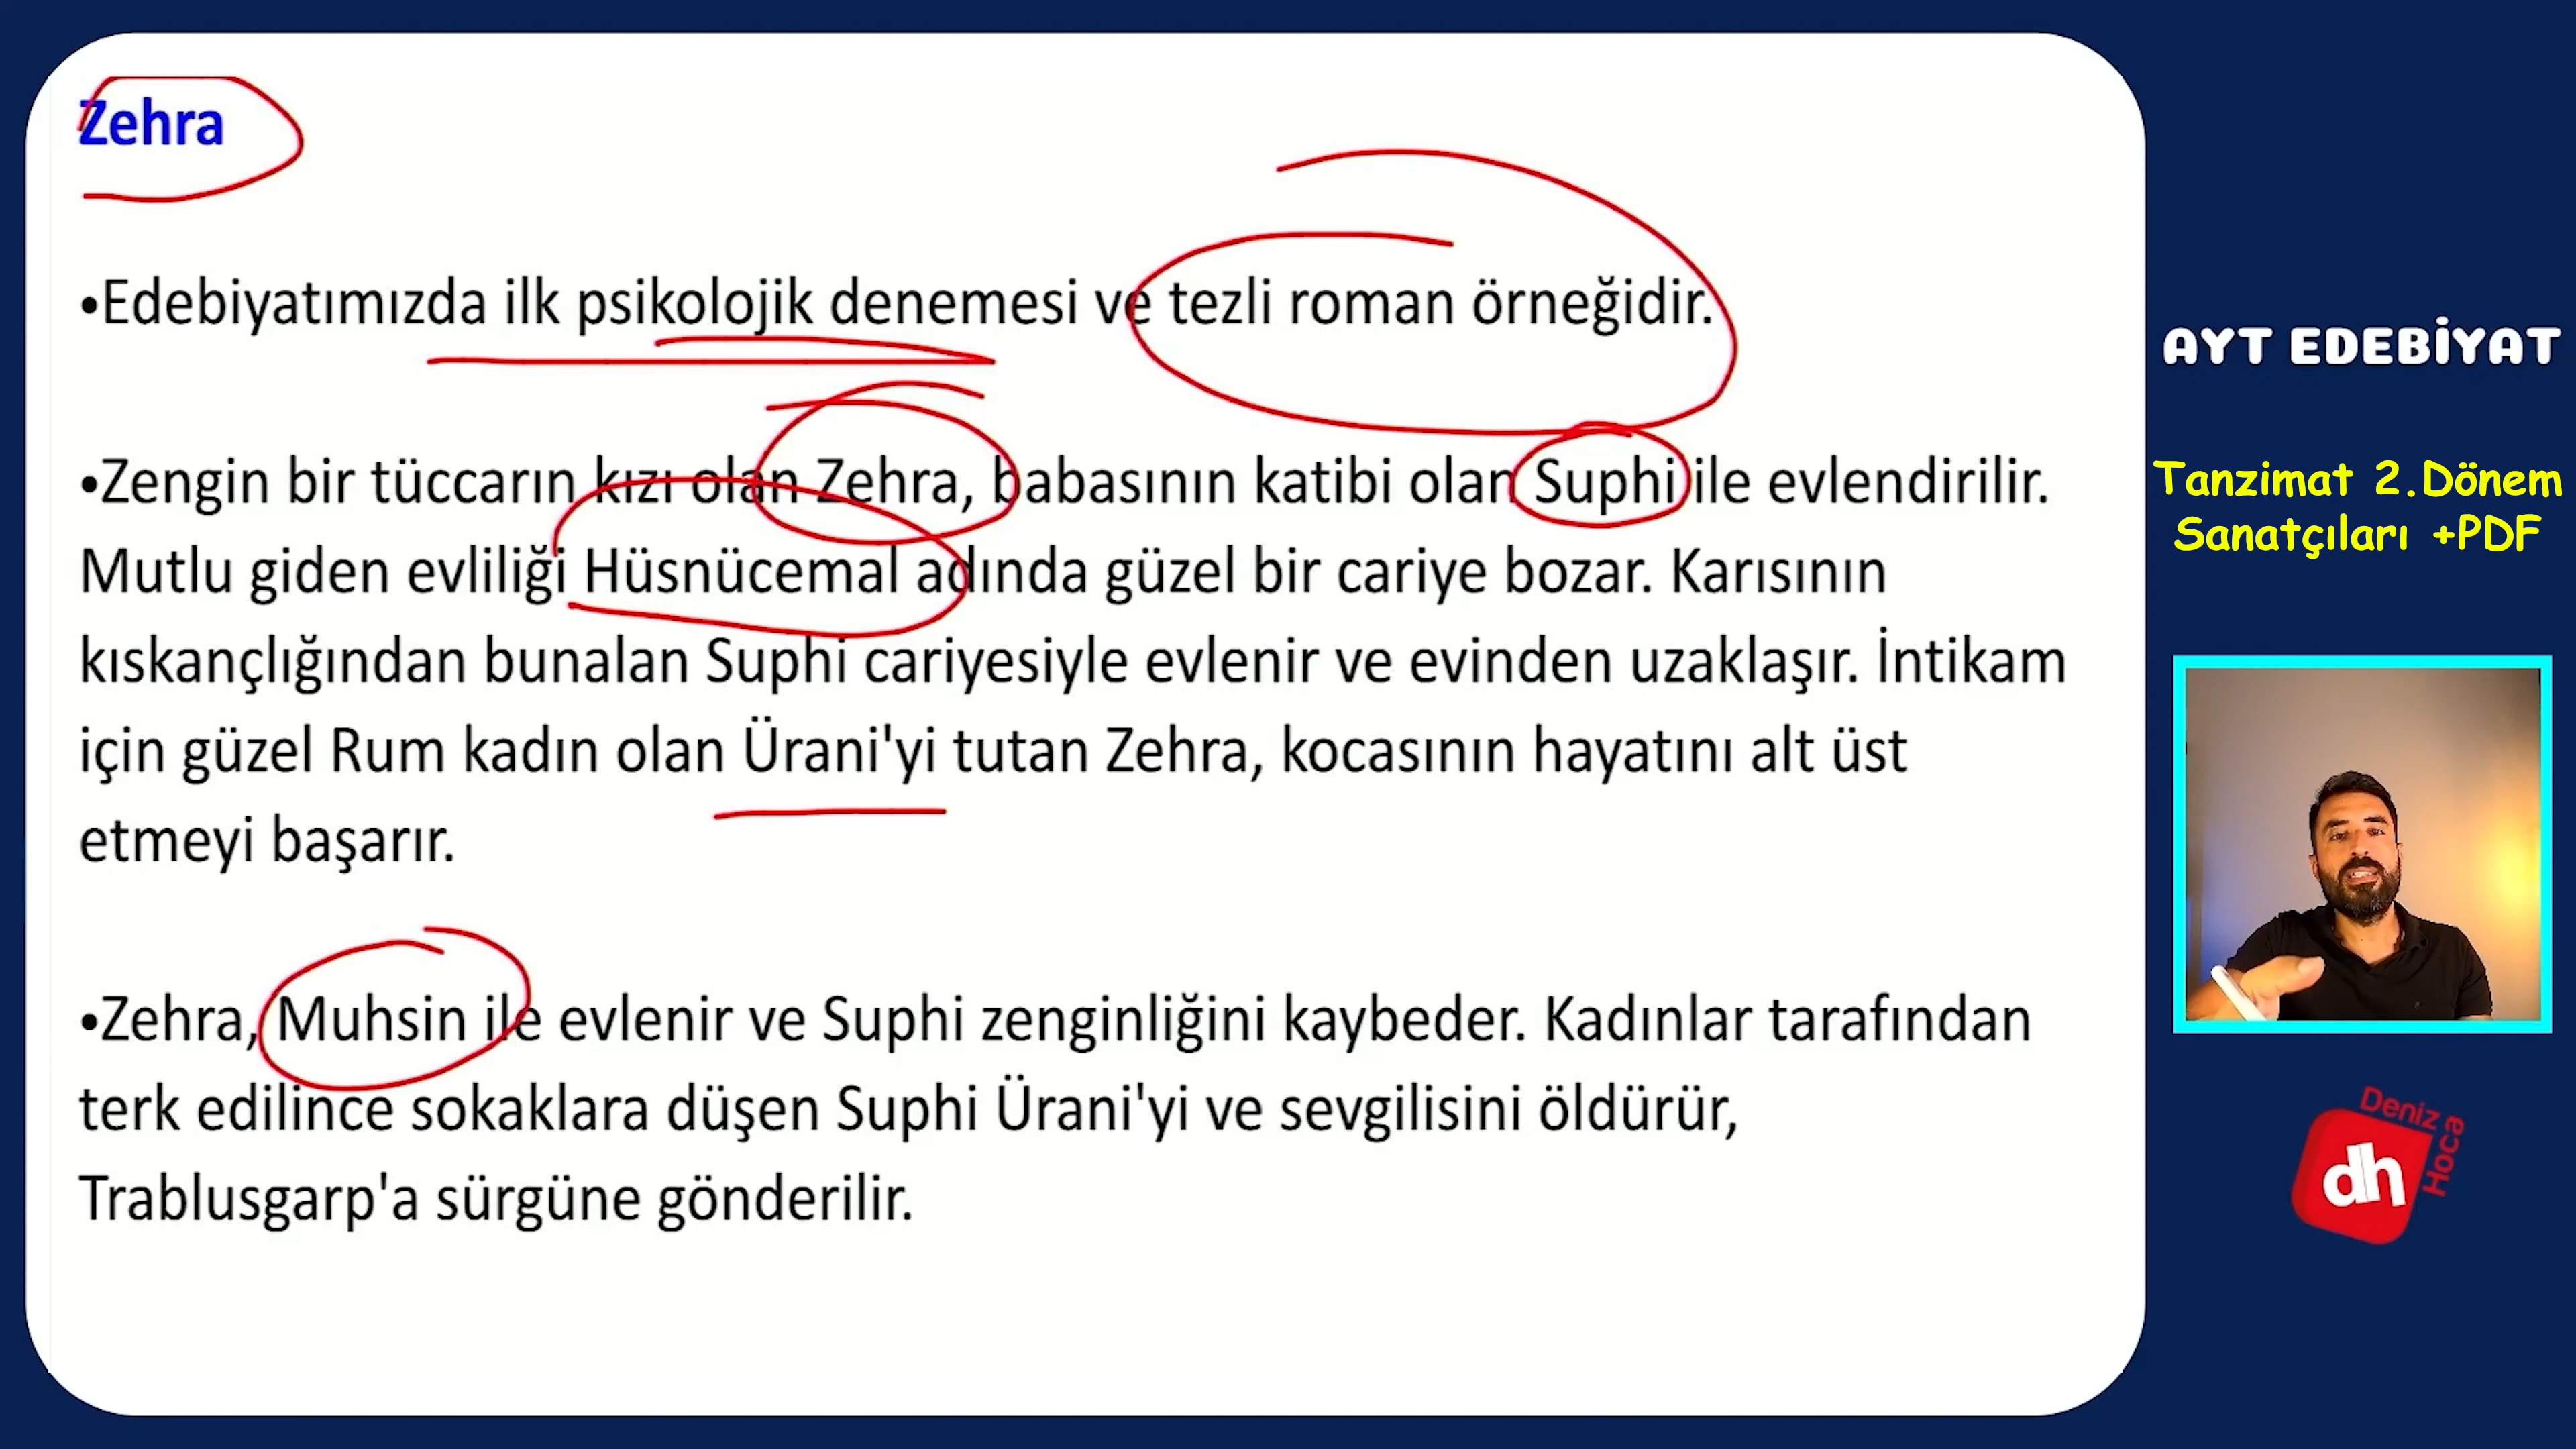 Zehra
•Edebiyatımızda ilk psikolojik denemesi ve tezli roman örneğidir.
•Zengin bir tüccarın kızı olan Zehra, babasının katibi olan Suphi ile evlendirilir.
Mutlu giden evliliği Hüsnücemal adında güzel bir cariye bozar. Karısının
kıskançlığından bunalan Suphi cariyesiyle evlenir ve evinden uzaklaşır. İntikam
için güzel Rum kadın olan Ürani'yi tutan Zehra, kocasının hayatını alt üst
etmeyi başarır.
•Zehra, Muhsin ile evlenir ve Suphi zenginliğini kaybeder. Kadınlar tarafından
terk edilince sokaklara düşen Suphi Ürani'yi ve sevgilisini öldürür,
Trablusgarp'a sürgüne gönderilir.
AYT EDEBİYAT
Tanzimat 2.Dönem
Sanatçıları +PDF
Deniz
Hoca
dh